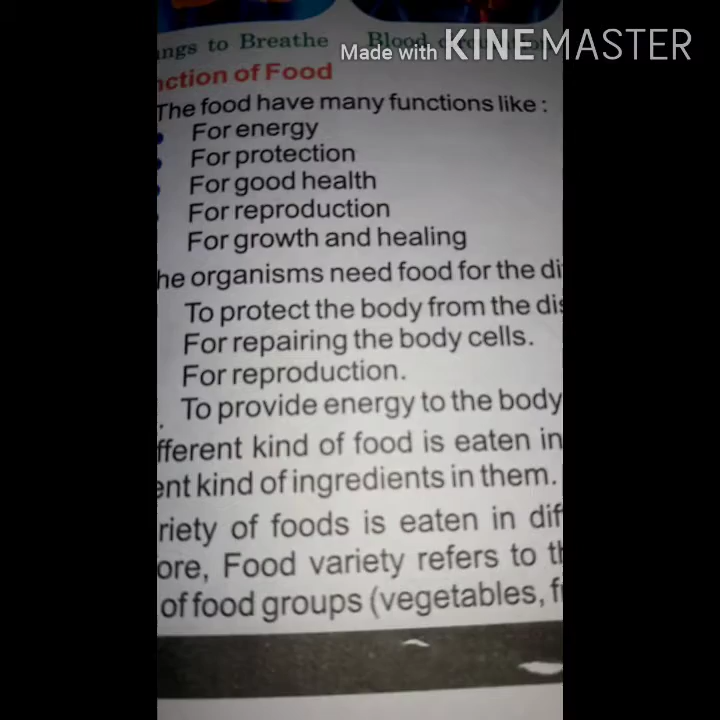 ngs to Breathe Blood
Made with KINEMASTER
ction of Food
The food have many functions like :
For energy
For protection
For good health
For reproduction
For growth and healing
he organisms need food for the di
To protect the body from the dis
For repairing the body cells.
For reproduction.
To provide energy to the body
fferent kind of food is eaten in
ent kind of ingredients in them.
riety of foods is eaten in dif
ore, Food variety refers to th
of food groups (vegetables, f